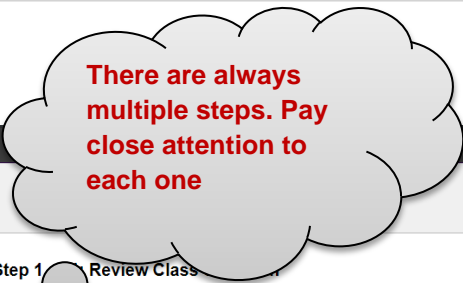 There are always
multiple steps. Pay
close attention to
each one
Step 1 Review Class